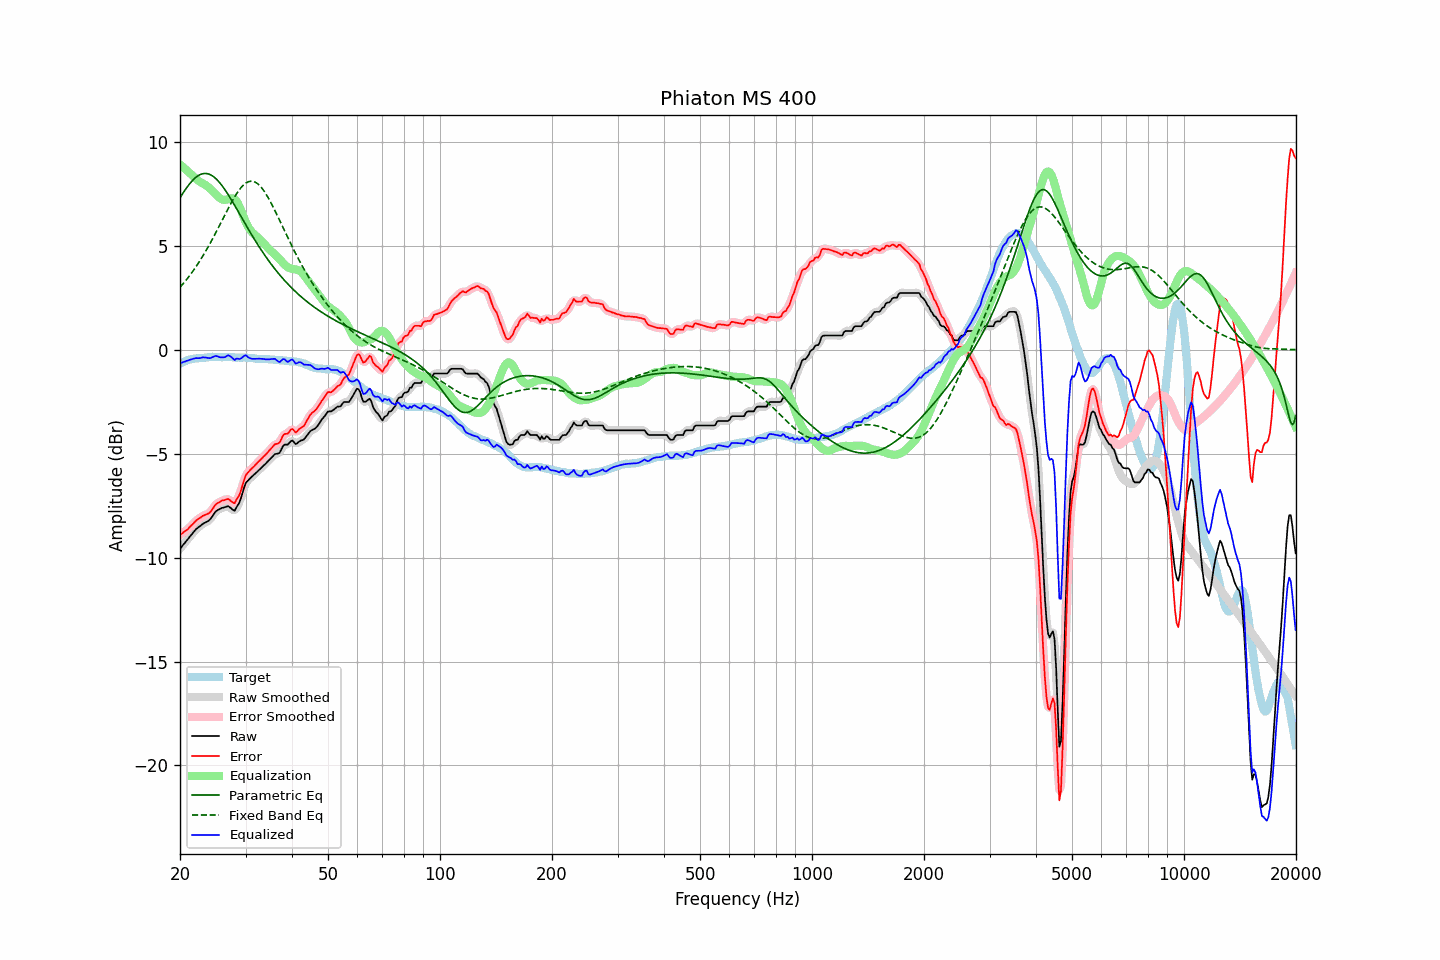 Phiaton MS 400
Amplitude (dBr)
10
5
0
−5
−10
−15
−20
Target
Raw Smoothed
Error Smoothed
Raw
Error
Equalization
Parametric Eq
Fixed Band Eq
Equalized
20 50 100 200 500 1000 2000 5000 10000 20000
Frequency (Hz)